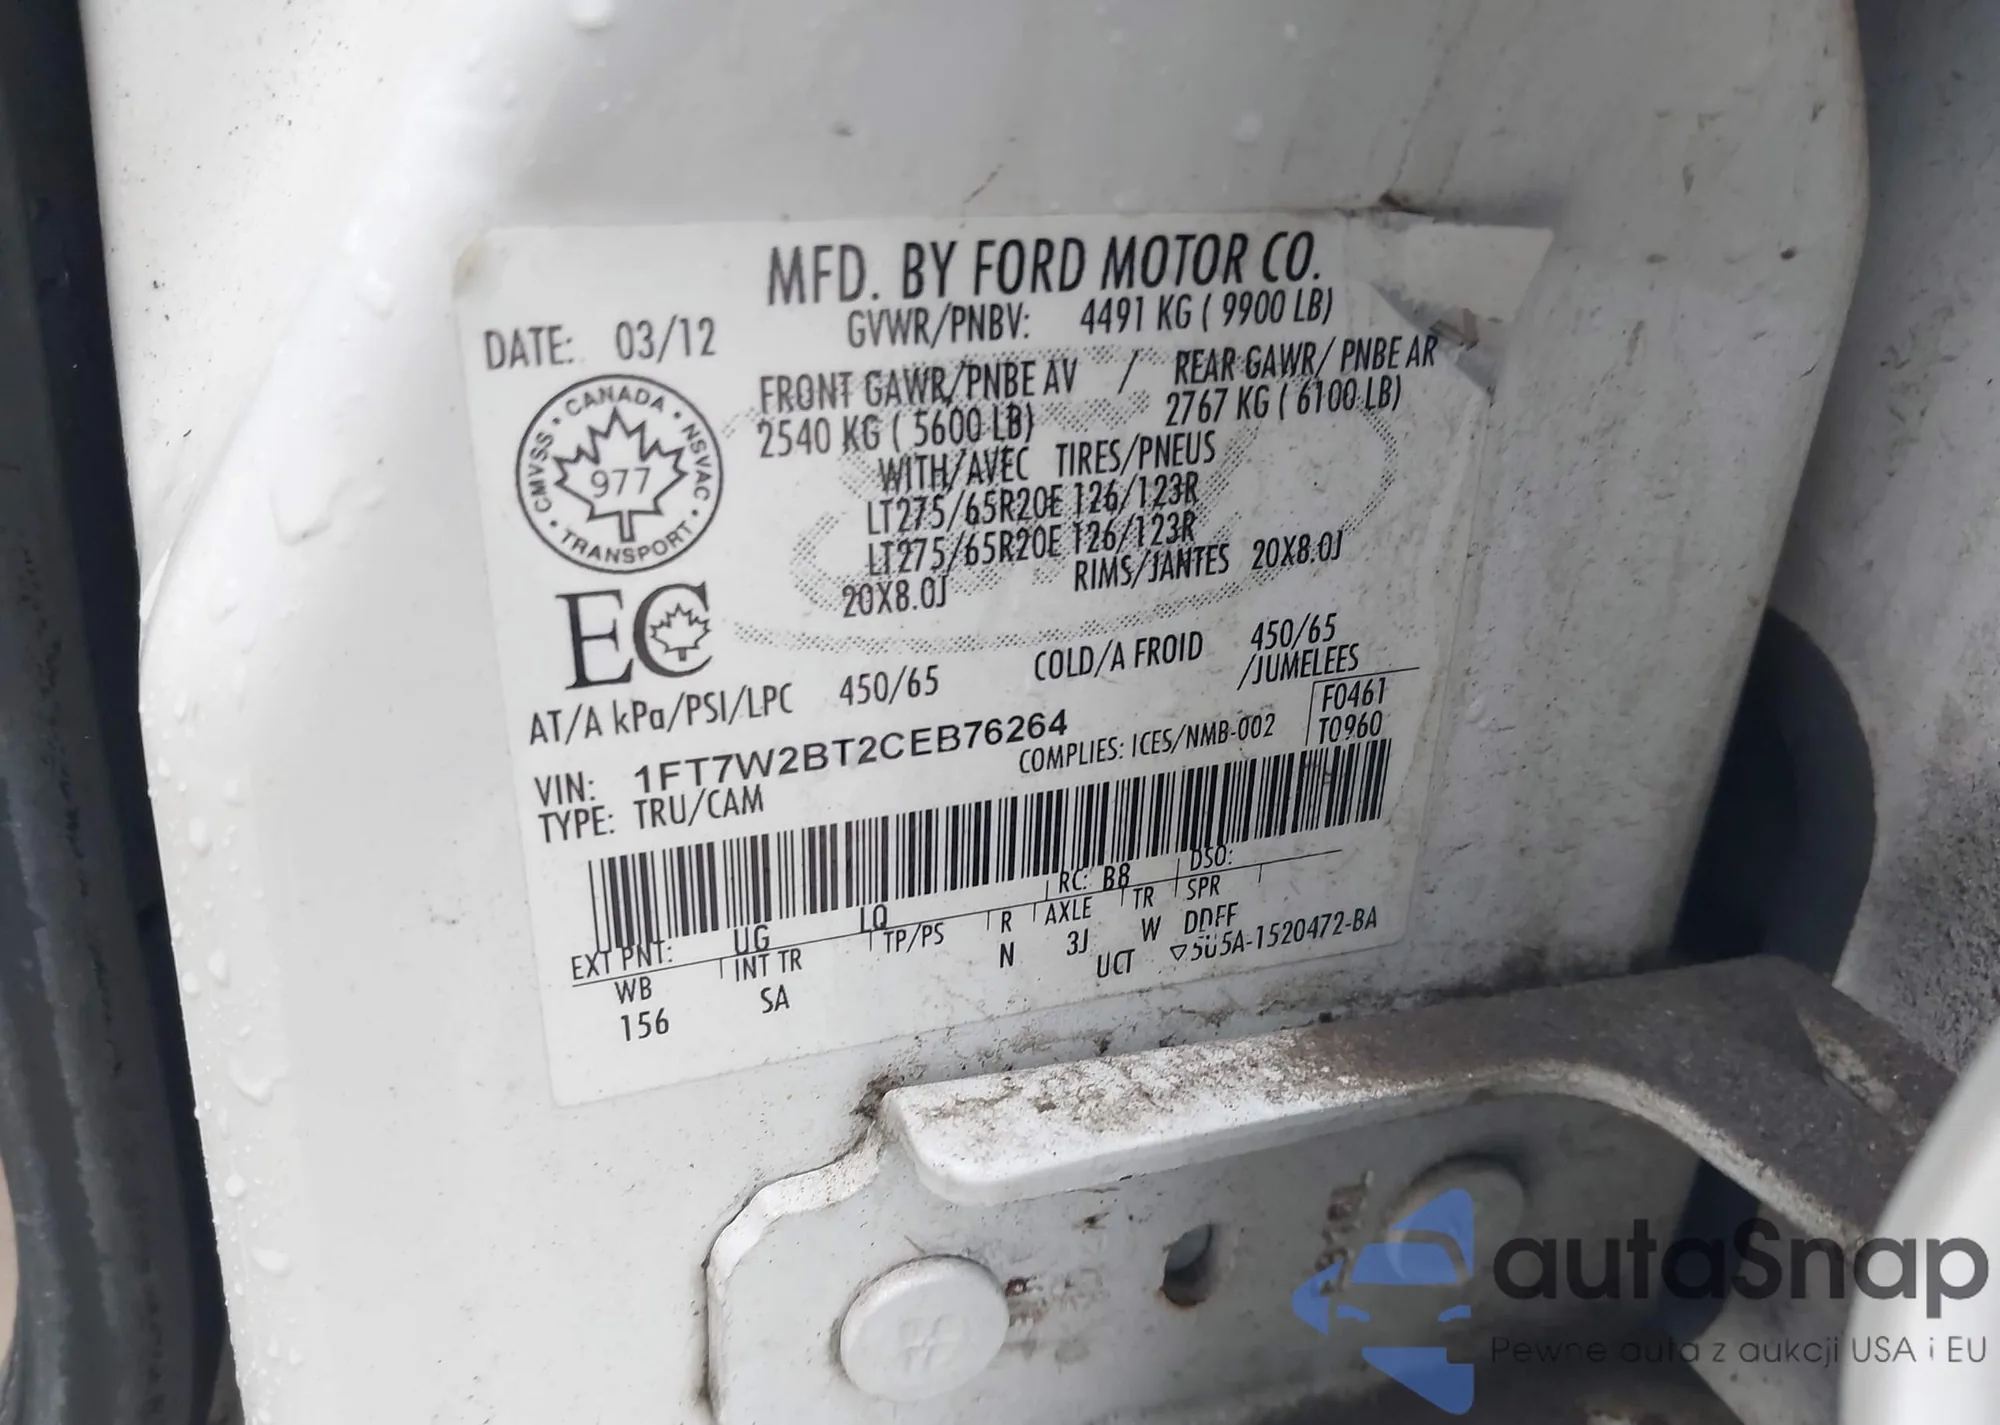 MFD. BY FORD MOTOR CO.
DATE: 03/12
GVWR/PNBV: 4491 KG ( 9900 LB)
FRONT GAWR/PNBE AV / REAR GAWR/ PNBE AR
2540 KG ( 5600 LB) 2767 KG ( 6100 LB)
WITH/AVEC TIRES/PNEUS
LT275/65R20E 126/123R
LT275/65R20E 126/123R
20X8.0J RIMS/JANTES 20X8.0J
CANADA • NSVAC • TRANSPORT • CMVSS •
977
EC
AT/A kPa/PSI/LPC 450/65 COLD/A FROID 450/65
/JUMELEES
VIN: 1FT7W2BT2CEB76264
COMPLIES: ICES/NMB-002
F0461
T0960
TYPE: TRU/CAM
EXT PNT: UG LQ RC: B8 DSO:
WB INT TR TP/PS R AXLE TR SPR
156 SA N 3J W DDFF
UCT ▽5U5A-1520472-BA
autaSnap
Pewne auta z aukcji USA i EU